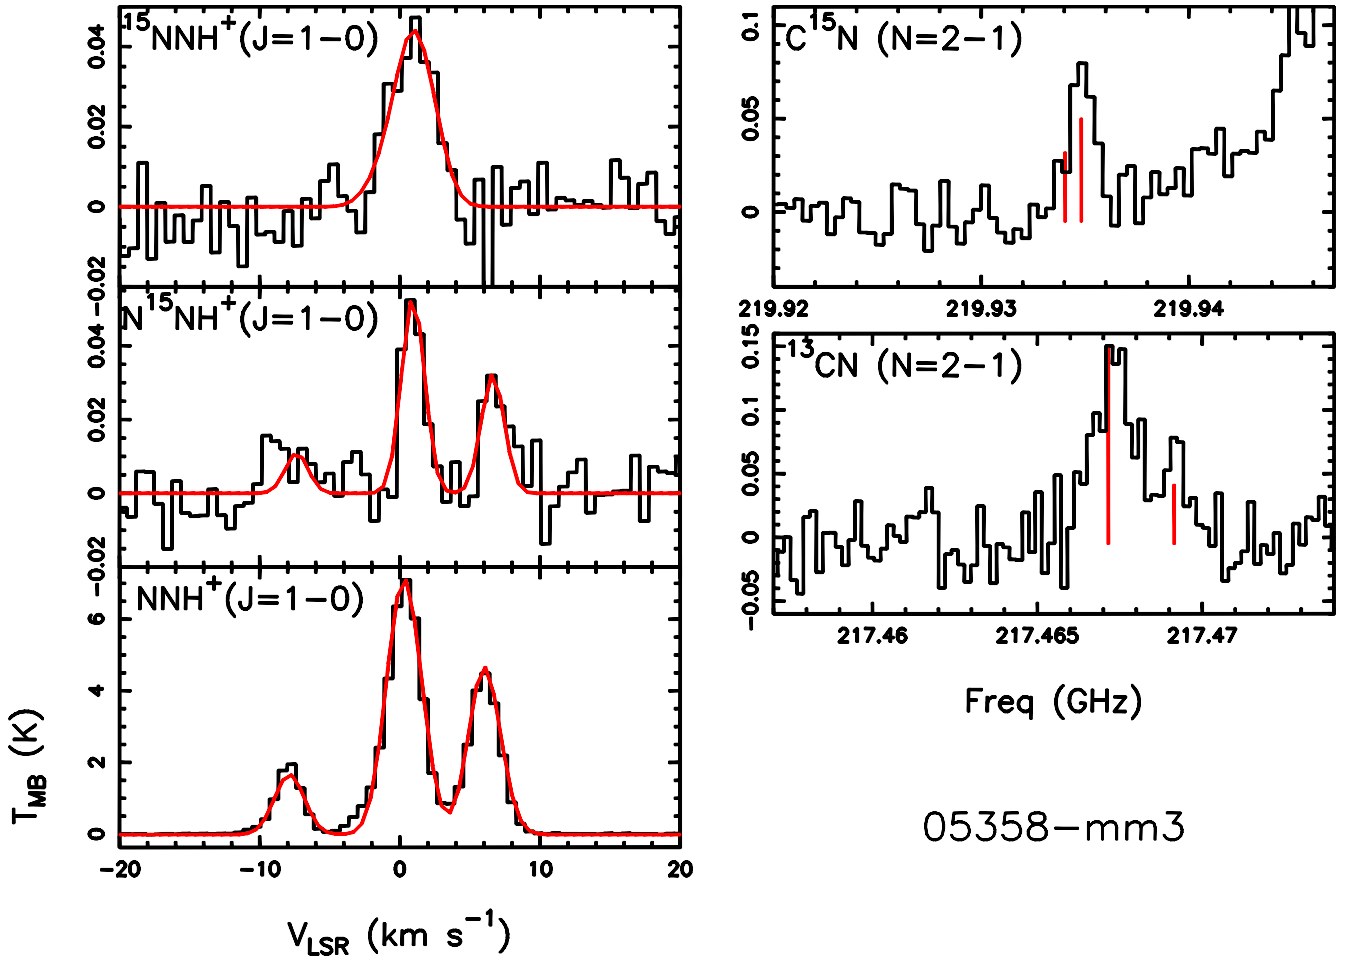 ¹⁵NNH⁺(J=1−0)
0.04
0.02
0
−0.02
N¹⁵NH⁺(J=1−0)
0.04
0.02
0
−0.02
NNH⁺(J=1−0)
6
4
2
0
−20 −10 0 10 20
T_MB (K)
V_LSR (km s⁻¹)
C¹⁵N (N=2−1)
0.1
0.05
0
219.92 219.93 219.94
¹³CN (N=2−1)
0.15
0.1
0.05
0
−0.05
217.46 217.465 217.47
Freq (GHz)
05358−mm3